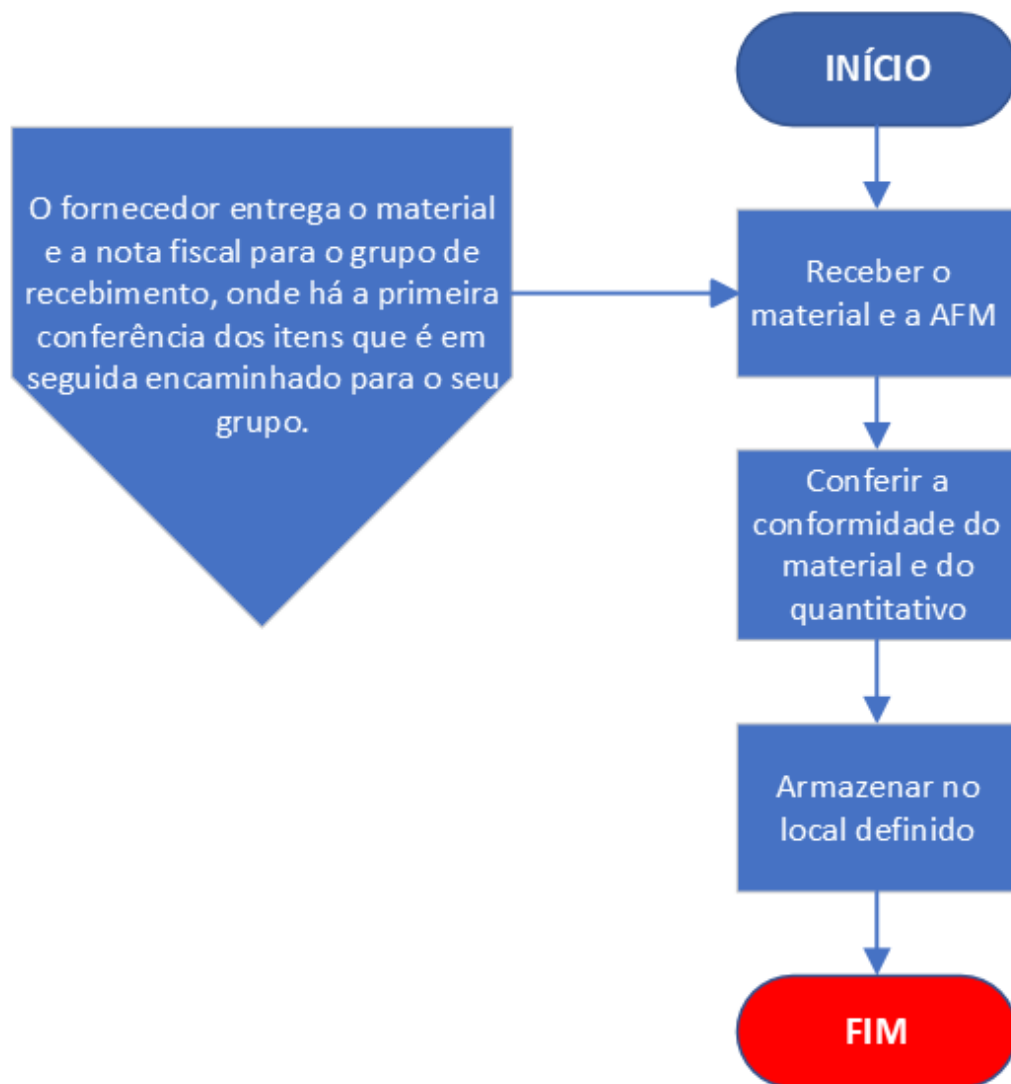 INÍCIO
O fornecedor entrega o material
e a nota fiscal para o grupo de
recebimento, onde há a primeira
conferência dos itens que é em
seguida encaminhado para o seu
grupo.
Receber o
material e a AFM
Conferir a
conformidade do
material e do
quantitativo
Armazenar no
local definido
FIM